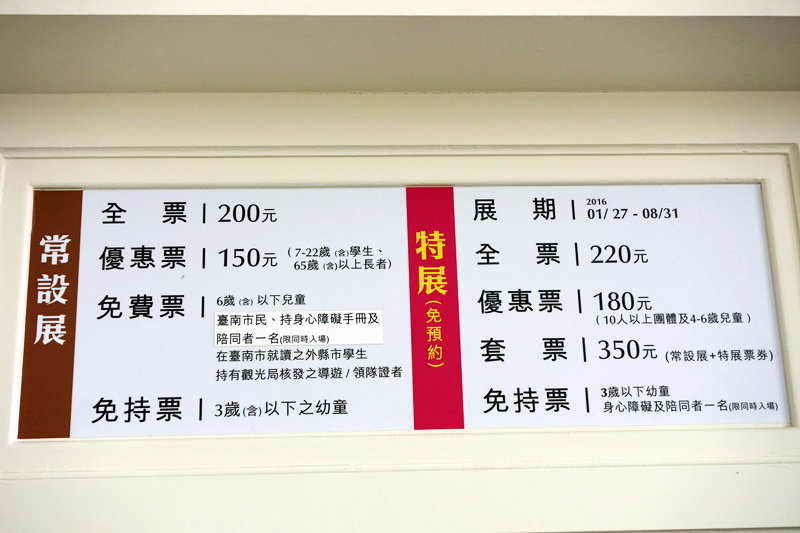 常設展
全票 | 200元
優惠票 | 150元 (7-22歲(含)學生、
65歲(含)以上長者)
免費票 | 6歲(含)以下兒童
臺南市民、持身心障礙手冊及
陪同者一名(限同時入場)
在臺南市就讀之外縣市學生
持有觀光局核發之導遊/領隊證者
免持票 | 3歲(含)以下之幼童
特展(免預約)
展期 | 2016
01/27 - 08/31
全票 | 220元
優惠票 | 180元
(10人以上團體及4-6歲兒童)
套票 | 350元 (常設展+特展票券)
免持票 | 3歲以下幼童
身心障礙及陪同者一名(限同時入場)